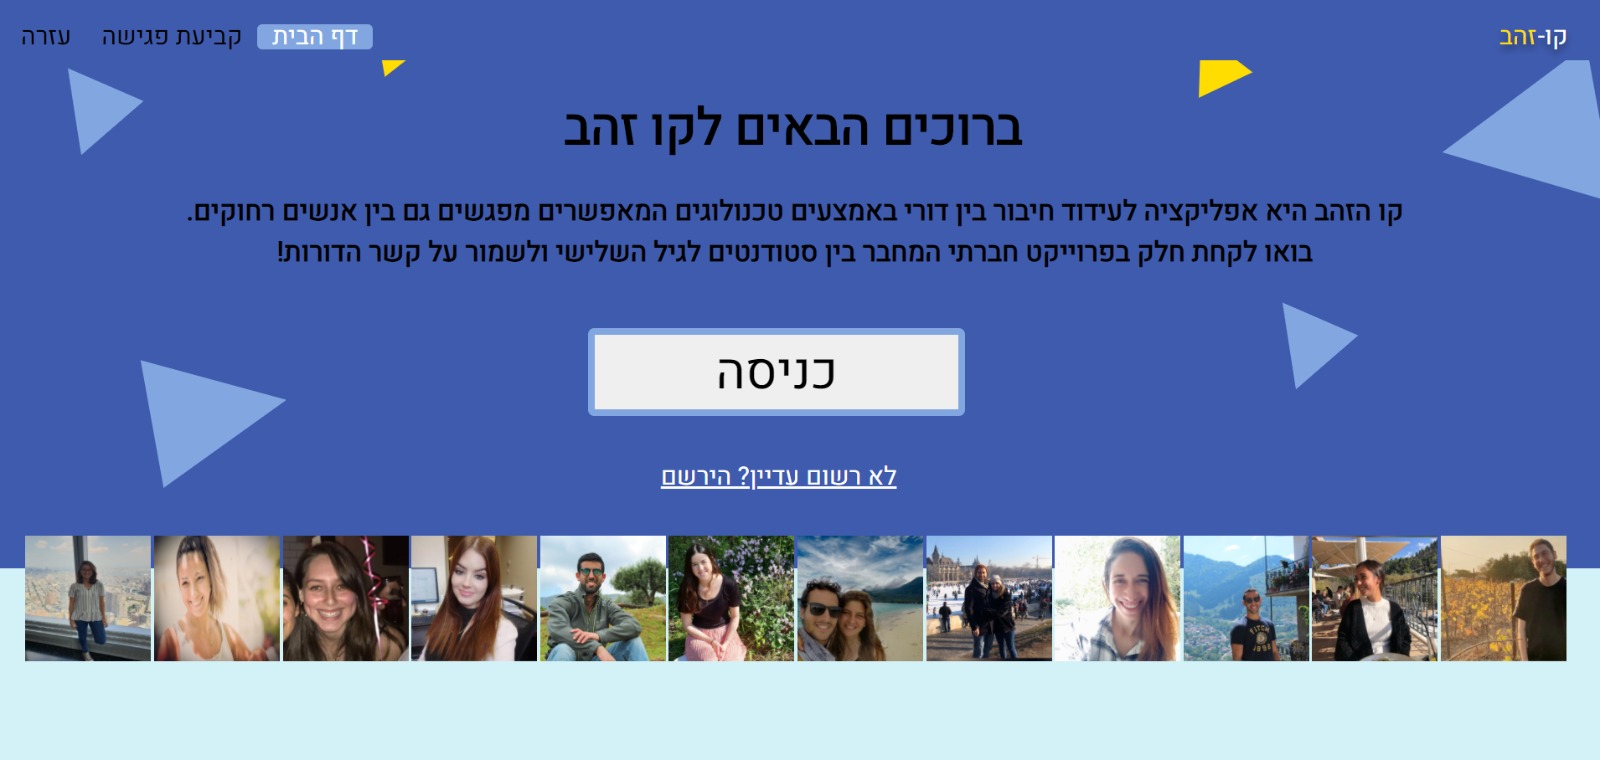 קו-זהב
דף הבית
קביעת פגישה
עזרה
ברוכים הבאים לקו זהב
קו הזהב היא אפליקציה לעידוד חיבור בין דורי באמצעים טכנולוגים המאפשרים מפגשים גם בין אנשים רחוקים.
בואו לקחת חלק בפרוייקט חברתי המחבר בין סטודנטים לגיל השלישי ולשמור על קשר הדורות!
כניסה
לא רשום עדיין? הירשם
FITCH
1892